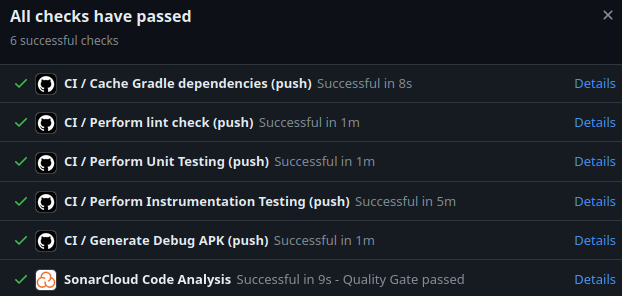 All checks have passed
6 successful checks
CI / Cache Gradle dependencies (push) Successful in 8s Details
CI / Perform lint check (push) Successful in 1m Details
CI / Perform Unit Testing (push) Successful in 1m Details
CI / Perform Instrumentation Testing (push) Successful in 5m Details
CI / Generate Debug APK (push) Successful in 1m Details
SonarCloud Code Analysis Successful in 9s - Quality Gate passed Details